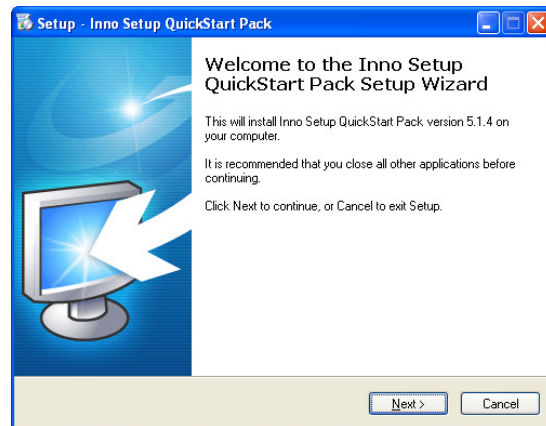 Setup - Inno Setup QuickStart Pack
Welcome to the Inno Setup
QuickStart Pack Setup Wizard
This will install Inno Setup QuickStart Pack version 5.1.4 on
your computer.
It is recommended that you close all other applications before
continuing.
Click Next to continue, or Cancel to exit Setup.
Next >
Cancel